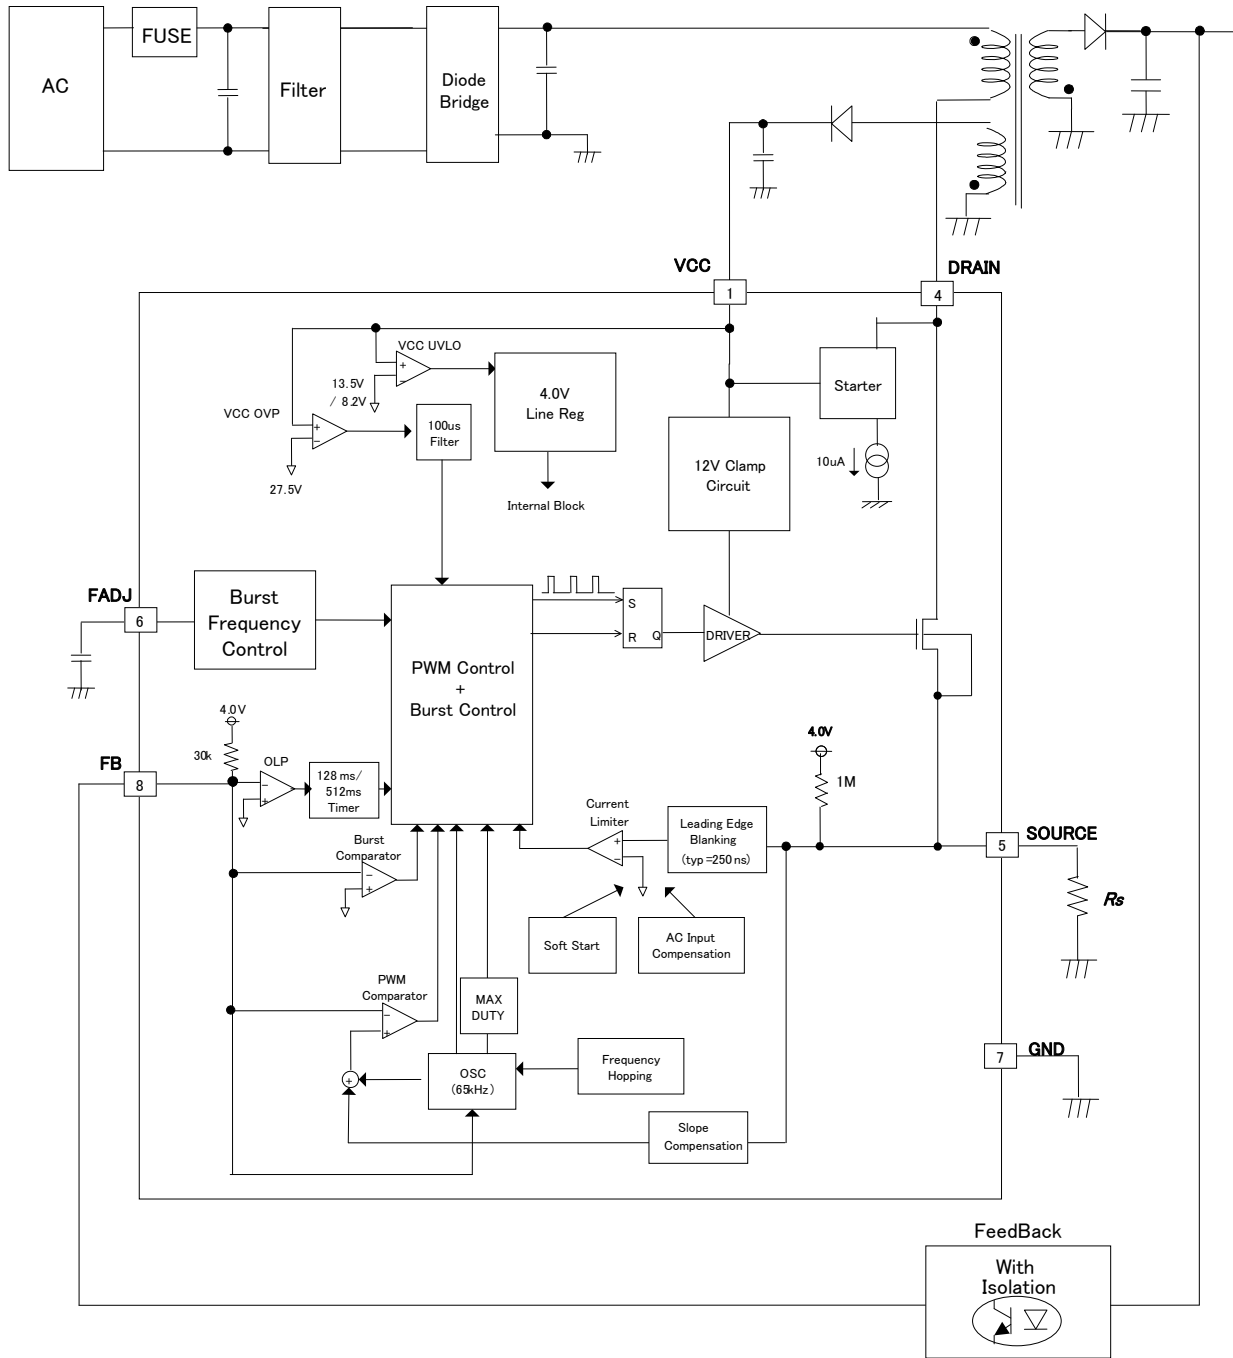 AC
FUSE
Filter
Diode
Bridge
VCC
DRAIN
1
4
VCC UVLO
+
−
13.5V
/ 8.2V
4.0V
Line Reg
Starter
VCC OVP
+
−
100us
Filter
27.5V
12V Clamp
Circuit
10uA
Internal Block
FADJ
6
Burst
Frequency
Control
PWM Control
+
Burst Control
S
R
Q
DRIVER
4.0V
30k
FB
8
OLP
−
+
128 ms/
512ms
Timer
4.0V
1M
Current
Limiter
+
−
Leading Edge
Blanking
(typ=250ns)
SOURCE
5
Rs
Burst
Comparator
−
+
Soft Start
AC Input
Compensation
PWM
Comparator
−
+
MAX
DUTY
+
OSC
(65kHz)
Frequency
Hopping
7
GND
Slope
Compensation
FeedBack
With
Isolation